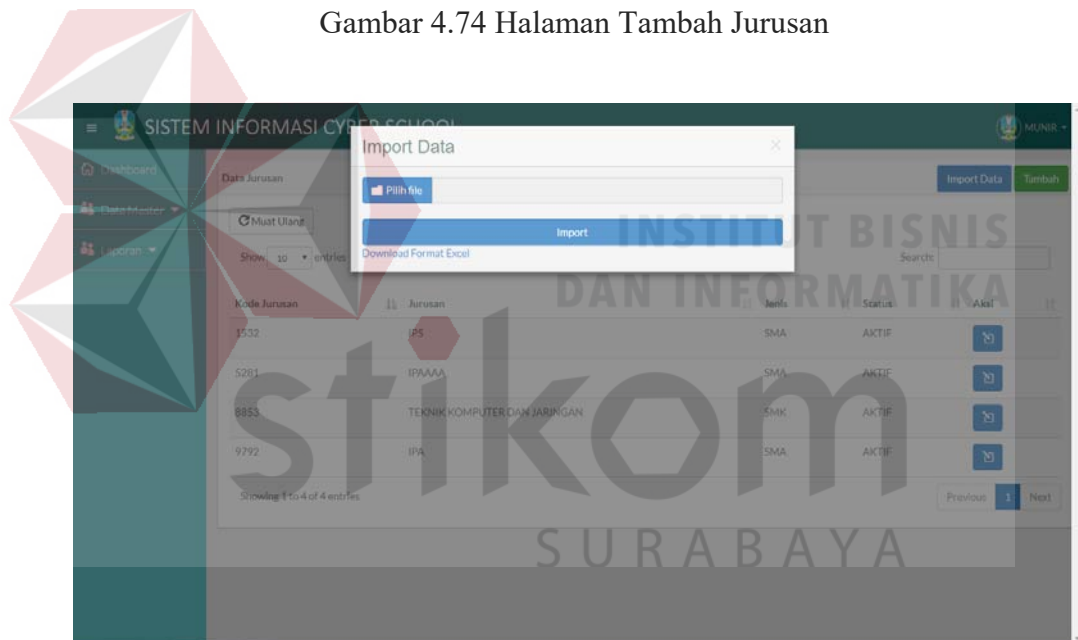 Gambar 4.74 Halaman Tambah Jurusan
SISTEM INFORMASI CYBER SCHOOL
MUNIR
Import Data
Dashboard
Data Jurusan
Import Data Tambah
Pilih file
Data Master
Muat Ulang
Import
INSTITUT BISNIS
Laporan
Show 10 entries
Download Format Excel
Search:
DAN INFORMATIKA
Kode Jurusan Jurusan Jenis Status Aksi
1532 IPS SMA AKTIF
5281 IPAAAA SMA AKTIF
8853 TEKNIK KOMPUTER DAN JARINGAN SMK AKTIF
stikom
9792 IPA SMA AKTIF
Showing 1 to 4 of 4 entries
Previous 1 Next
SURABAYA